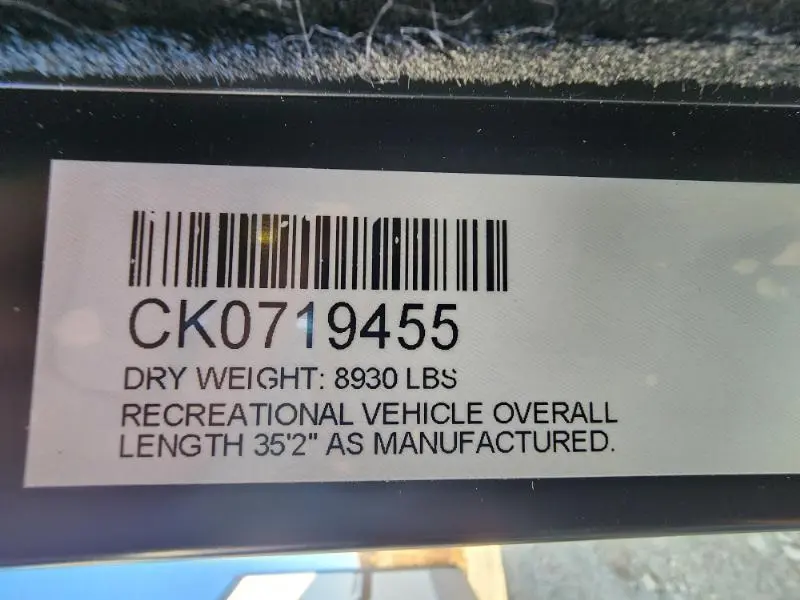 CK0719455
DRY WEIGHT: 8930 LBS
RECREATIONAL VEHICLE OVERALL
LENGTH 35'2" AS MANUFACTURED.